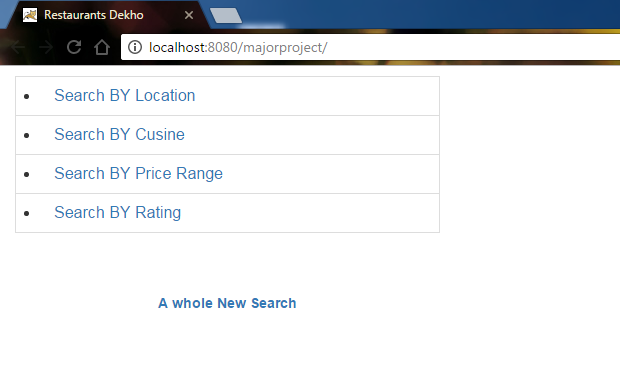 Restaurants Dekho
localhost:8080/majorproject/
Search BY Location
Search BY Cusine
Search BY Price Range
Search BY Rating
A whole New Search